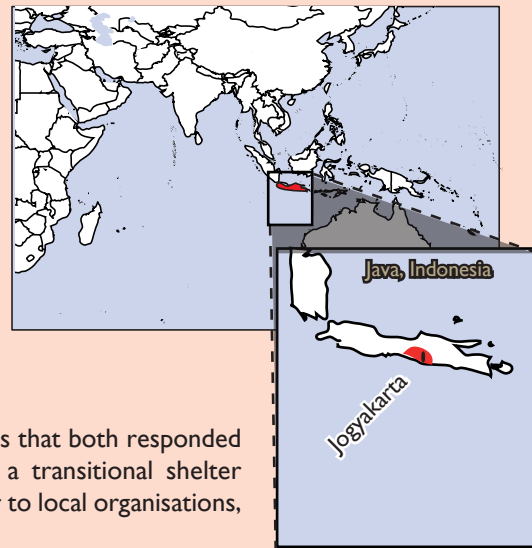 Java, Indonesia
Jogyakarta
s that both responded
a transitional shelter
r to local organisations,